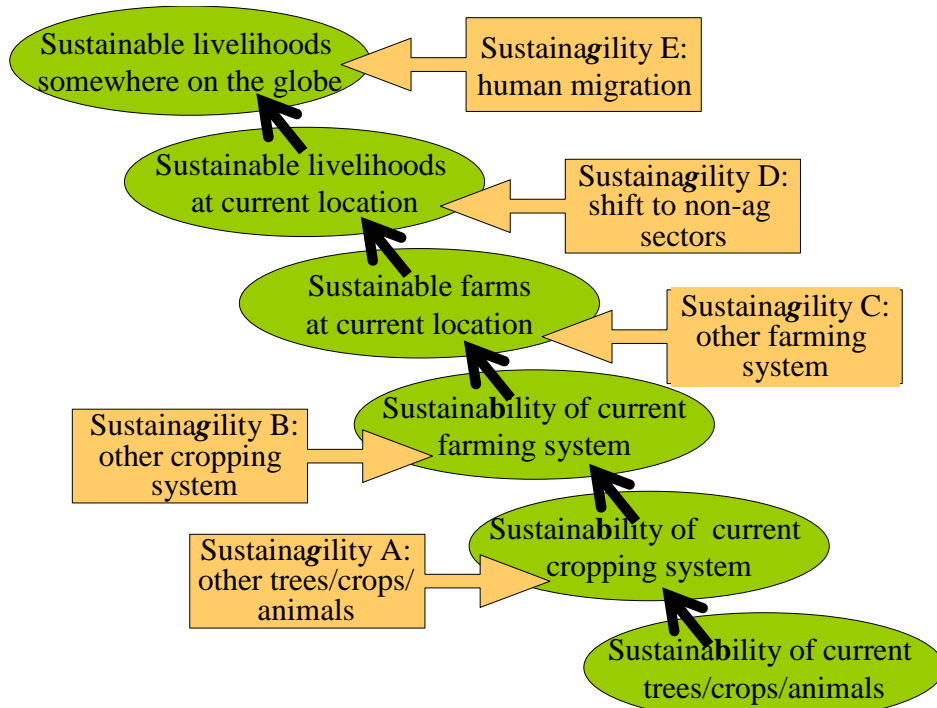 Sustainable livelihoods
somewhere on the globe
Sustainagility E:
human migration
Sustainable livelihoods
at current location
Sustainagility D:
shift to non-ag
sectors
Sustainable farms
at current location
Sustainagility C:
other farming
system
Sustainability of current
farming system
Sustainagility B:
other cropping
system
Sustainability of current
cropping system
Sustainagility A:
other trees/crops/
animals
Sustainability of current
trees/crops/animals